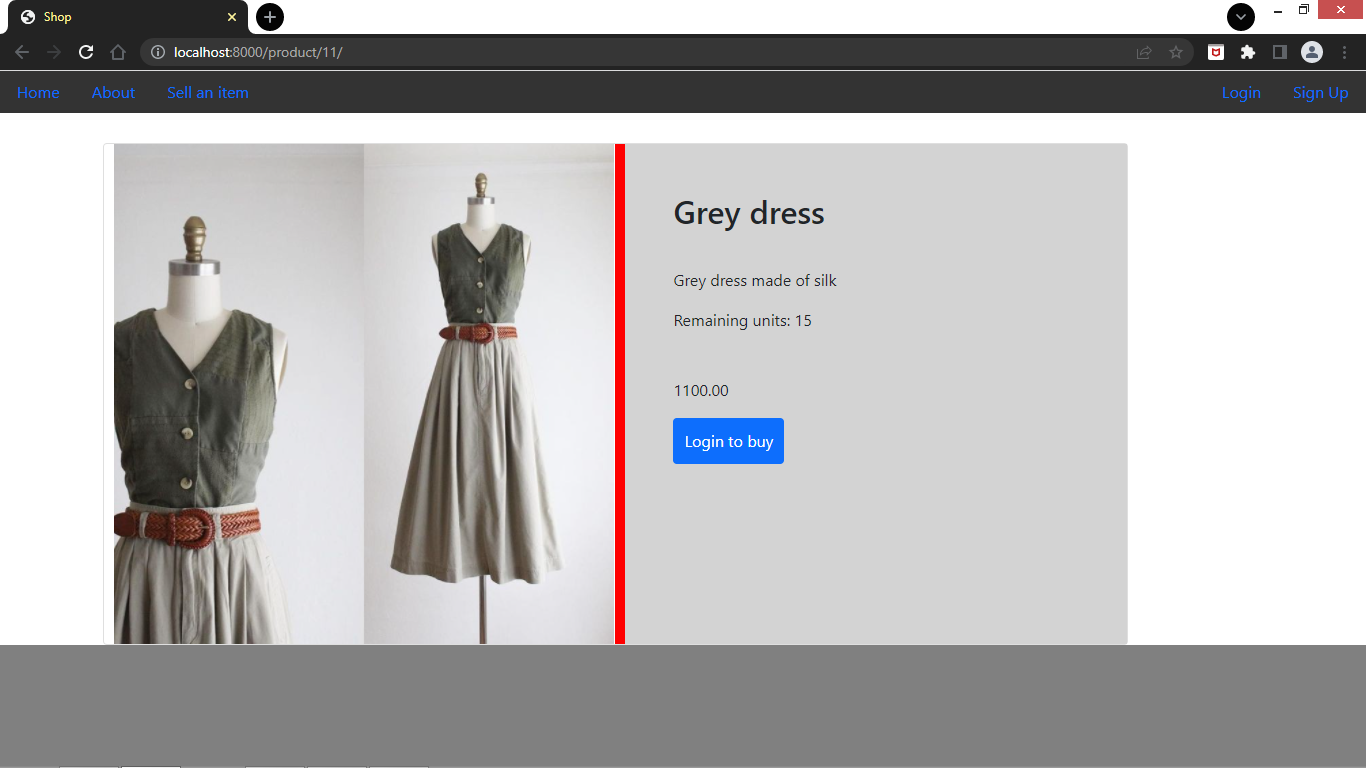 Shop
localhost:8000/product/11/
Home About Sell an item Login Sign Up
Grey dress
Grey dress made of silk
Remaining units: 15
1100.00
Login to buy